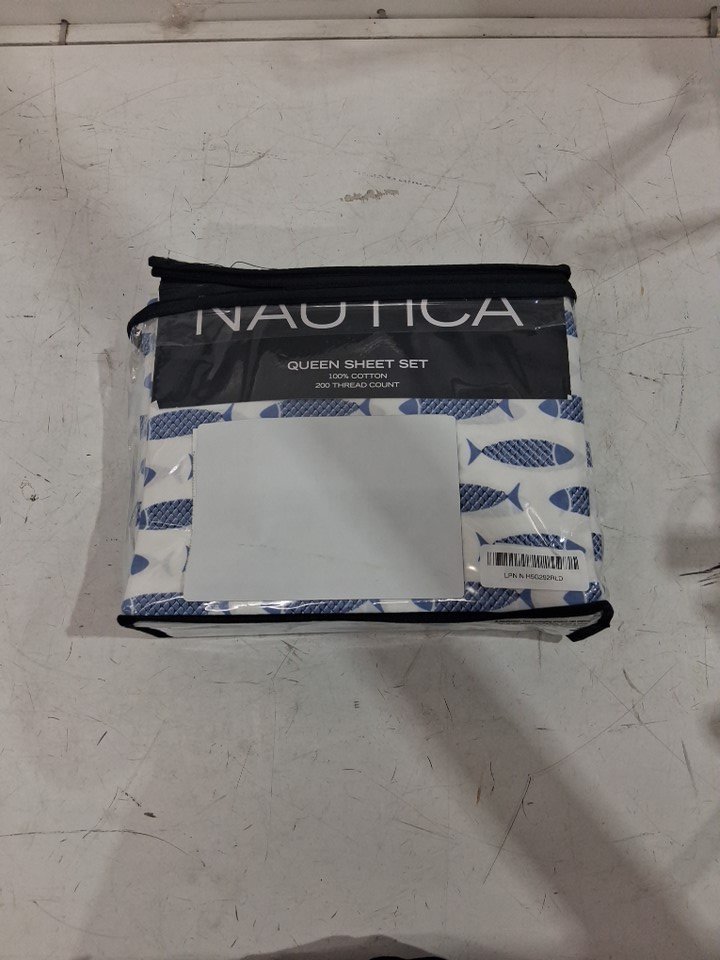 NAUTICA
QUEEN SHEET SET
100% COTTON
200 THREAD COUNT